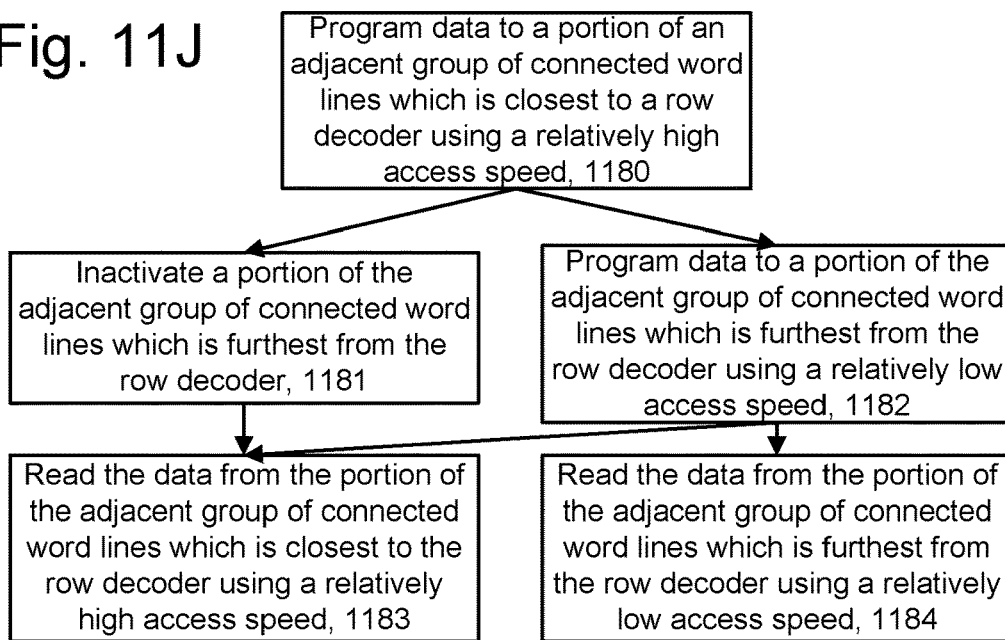 Fig. 11J
Program data to a portion of an
adjacent group of connected word
lines which is closest to a row
decoder using a relatively high
access speed, 1180
Inactivate a portion of the
adjacent group of connected word
lines which is furthest from the
row decoder, 1181
Program data to a portion of the
adjacent group of connected word
lines which is furthest from the
row decoder using a relatively low
access speed, 1182
Read the data from the portion of
the adjacent group of connected
word lines which is closest to the
row decoder using a relatively
high access speed, 1183
Read the data from the portion of
the adjacent group of connected
word lines which is furthest from
the row decoder using a relatively
low access speed, 1184